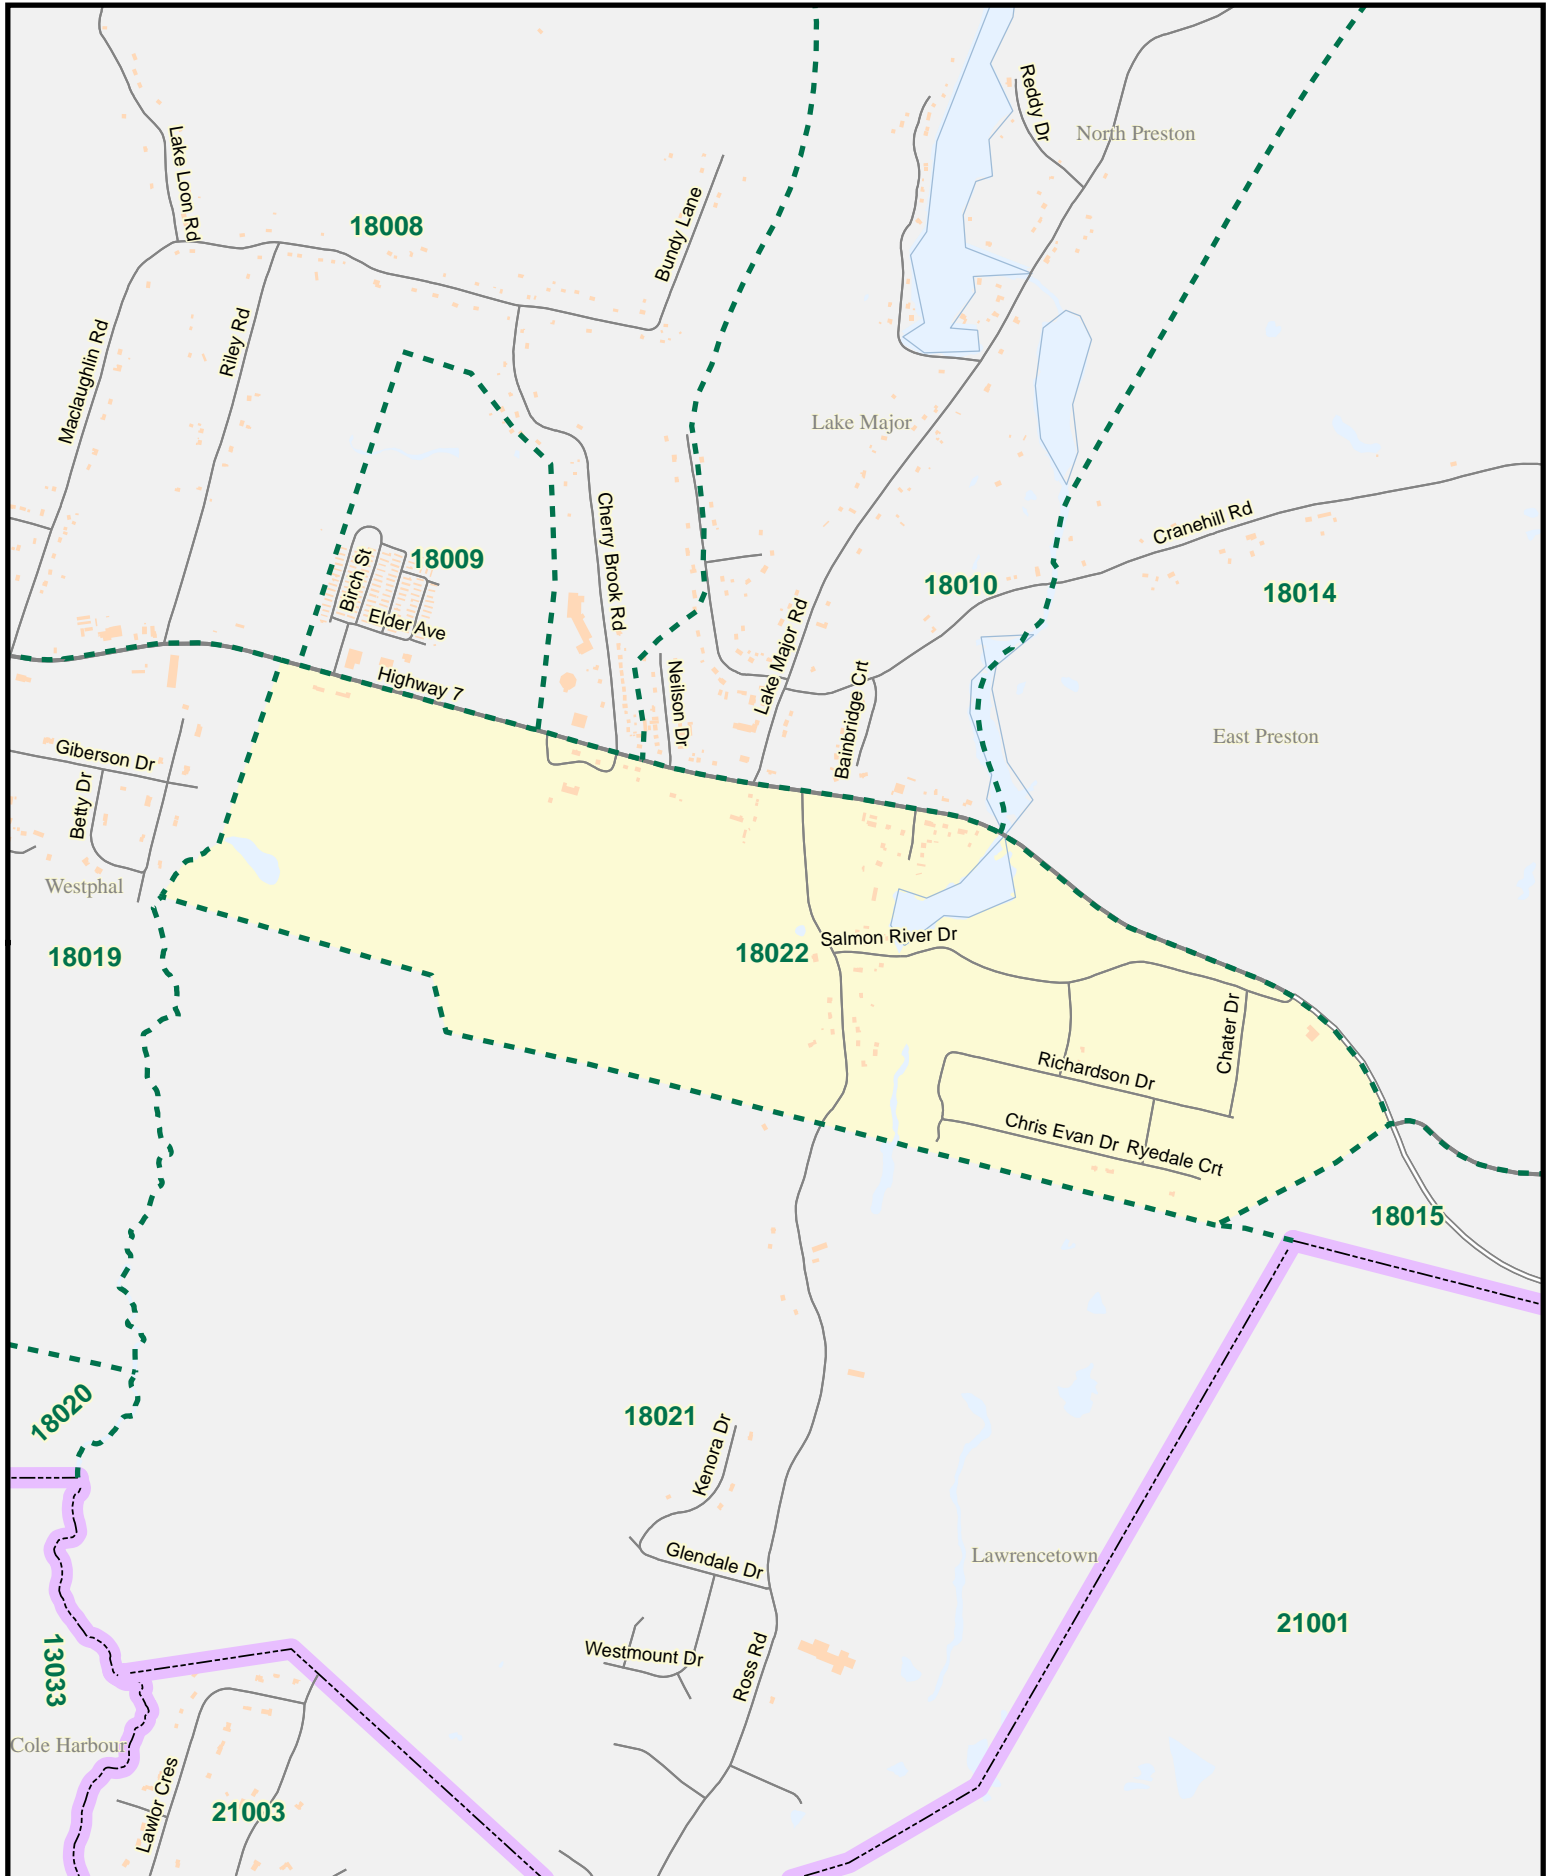 Reddy Dr
North Preston
Lake Loon Rd
18008
Bundy Lane
Maclaughlin Rd
Riley Rd
Lake Major
Cherry Brook Rd
Cranehill Rd
18009
Birch St
18010
18014
Elder Ave
Lake Major Rd
Highway 7
Neilson Dr
Bainbridge Crt
East Preston
Giberson Dr
Betty Dr
Westphal
18019
18022
Salmon River Dr
Chater Dr
Richardson Dr
Chris Evan Dr
Ryedale Crt
18015
18020
18021
Kenora Dr
Glendale Dr
Lawrencetown
21001
13033
Westmount Dr
Ross Rd
Cole Harbour
Lawlor Cres
21003